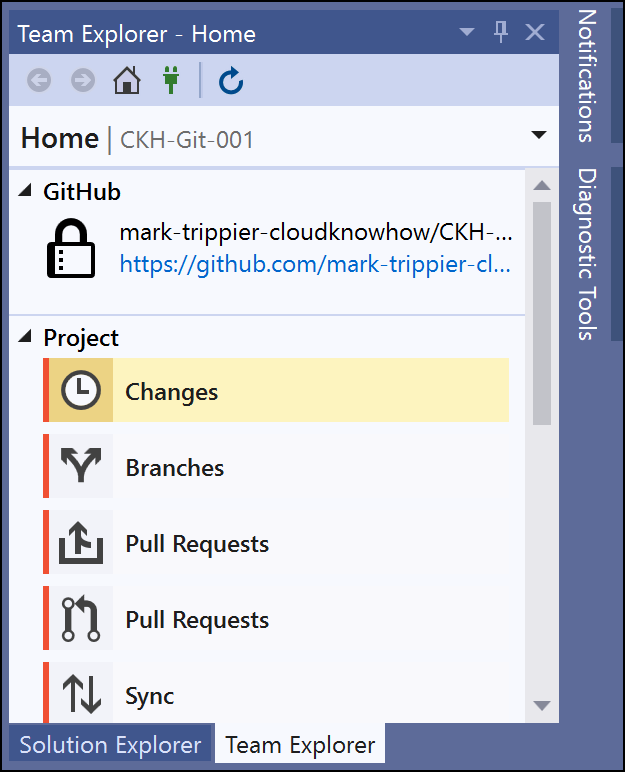 Team Explorer - Home
Home | CKH-Git-001
GitHub
mark-trippier-cloudknowhow/CKH-...
https://github.com/mark-trippier-cl...
Project
Changes
Branches
Pull Requests
Pull Requests
Sync
Solution Explorer
Team Explorer
Notifications
Diagnostic Tools